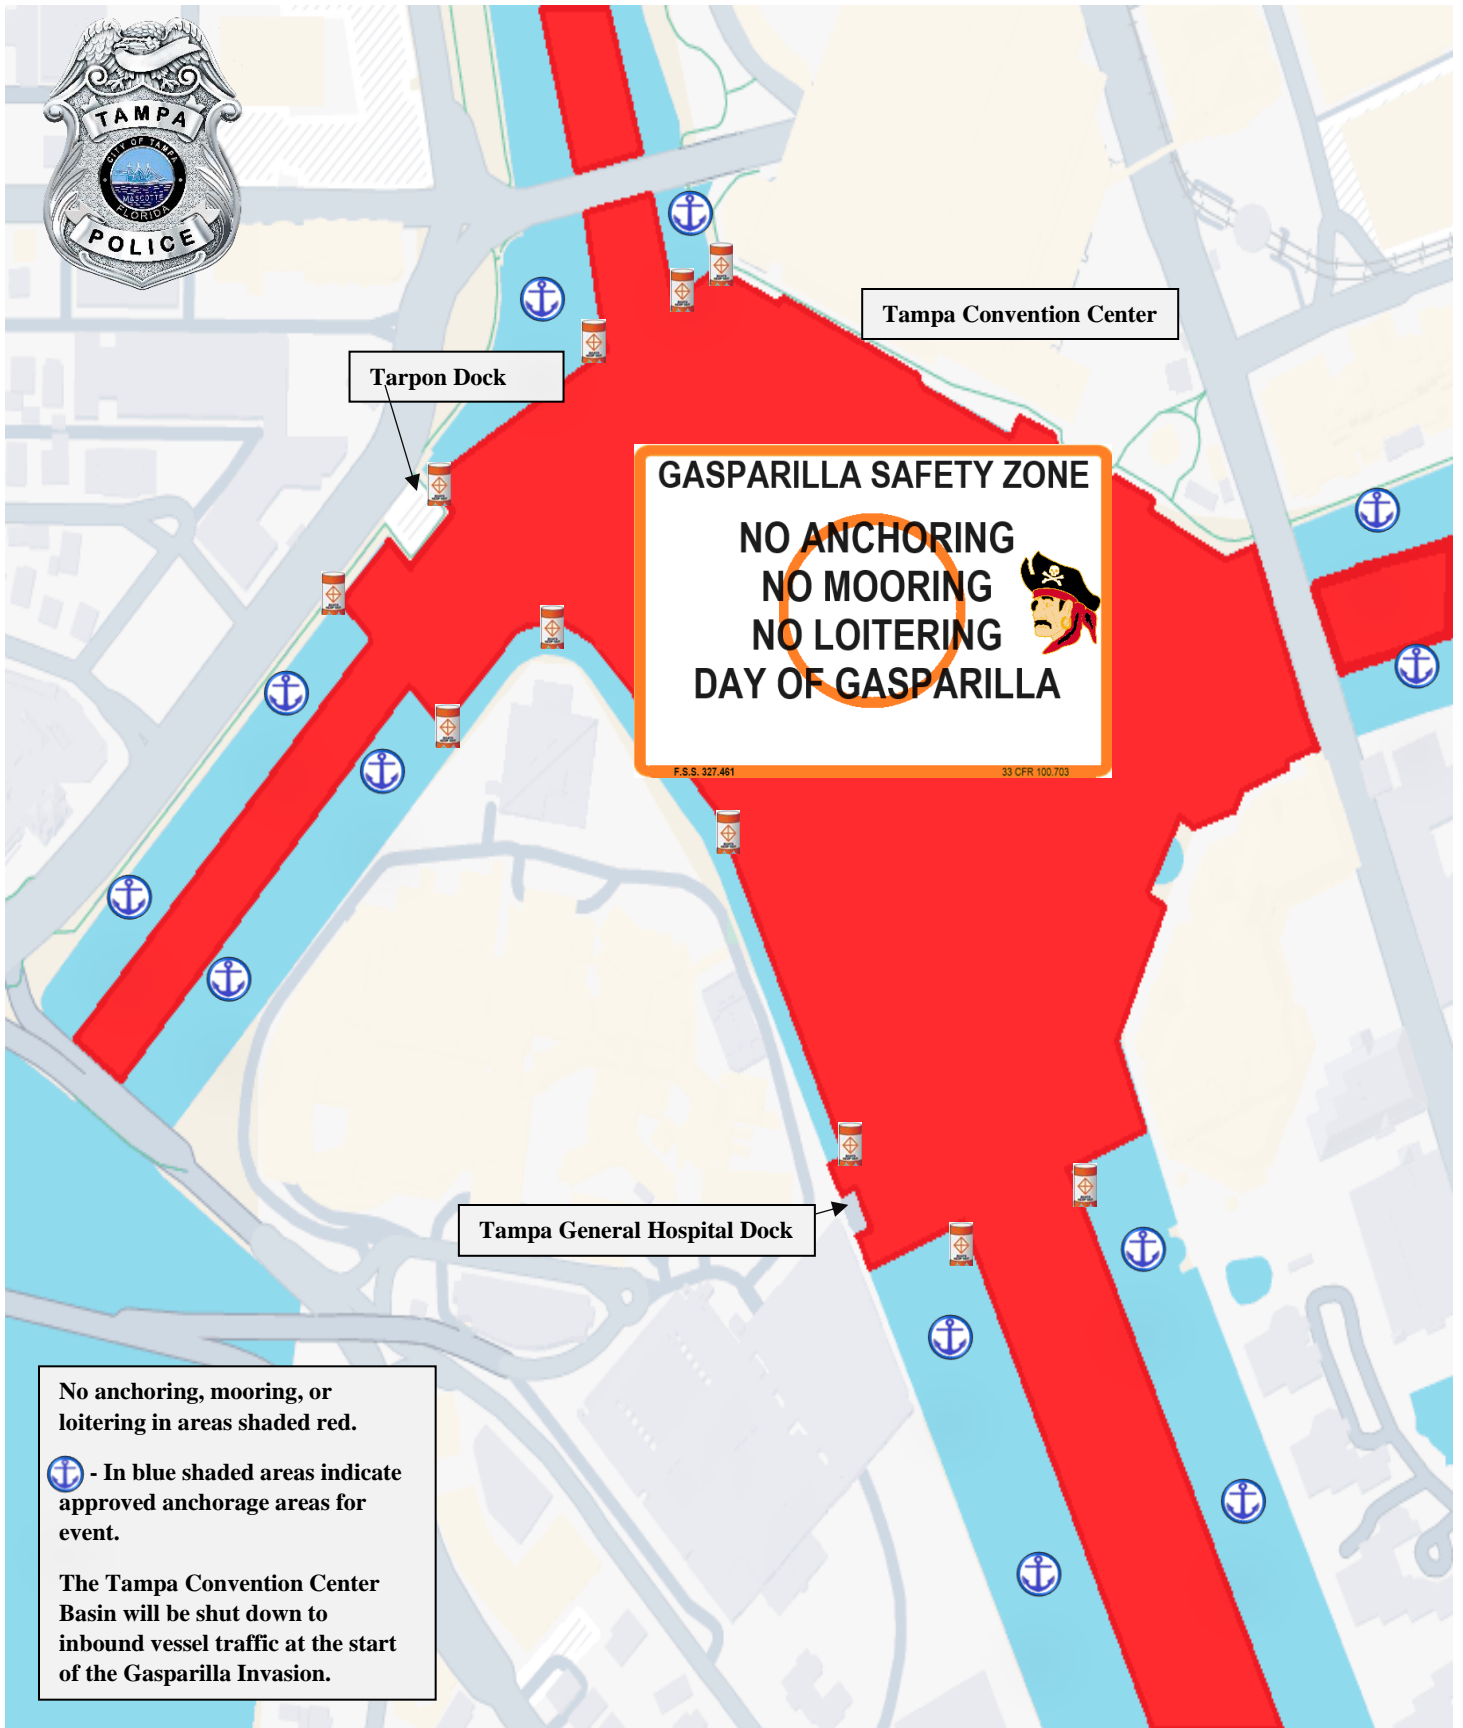 TAMPA
CITY OF TAMPA
MASCOTTE
FLORIDA
POLICE
Tampa Convention Center
Tarpon Dock
GASPARILLA SAFETY ZONE
NO ANCHORING
NO MOORING
NO LOITERING
DAY OF GASPARILLA
F.S.S. 327.461
33 CFR 100.703
Tampa General Hospital Dock
No anchoring, mooring, or
loitering in areas shaded red.
- In blue shaded areas indicate
approved anchorage areas for
event.
The Tampa Convention Center
Basin will be shut down to
inbound vessel traffic at the start
of the Gasparilla Invasion.